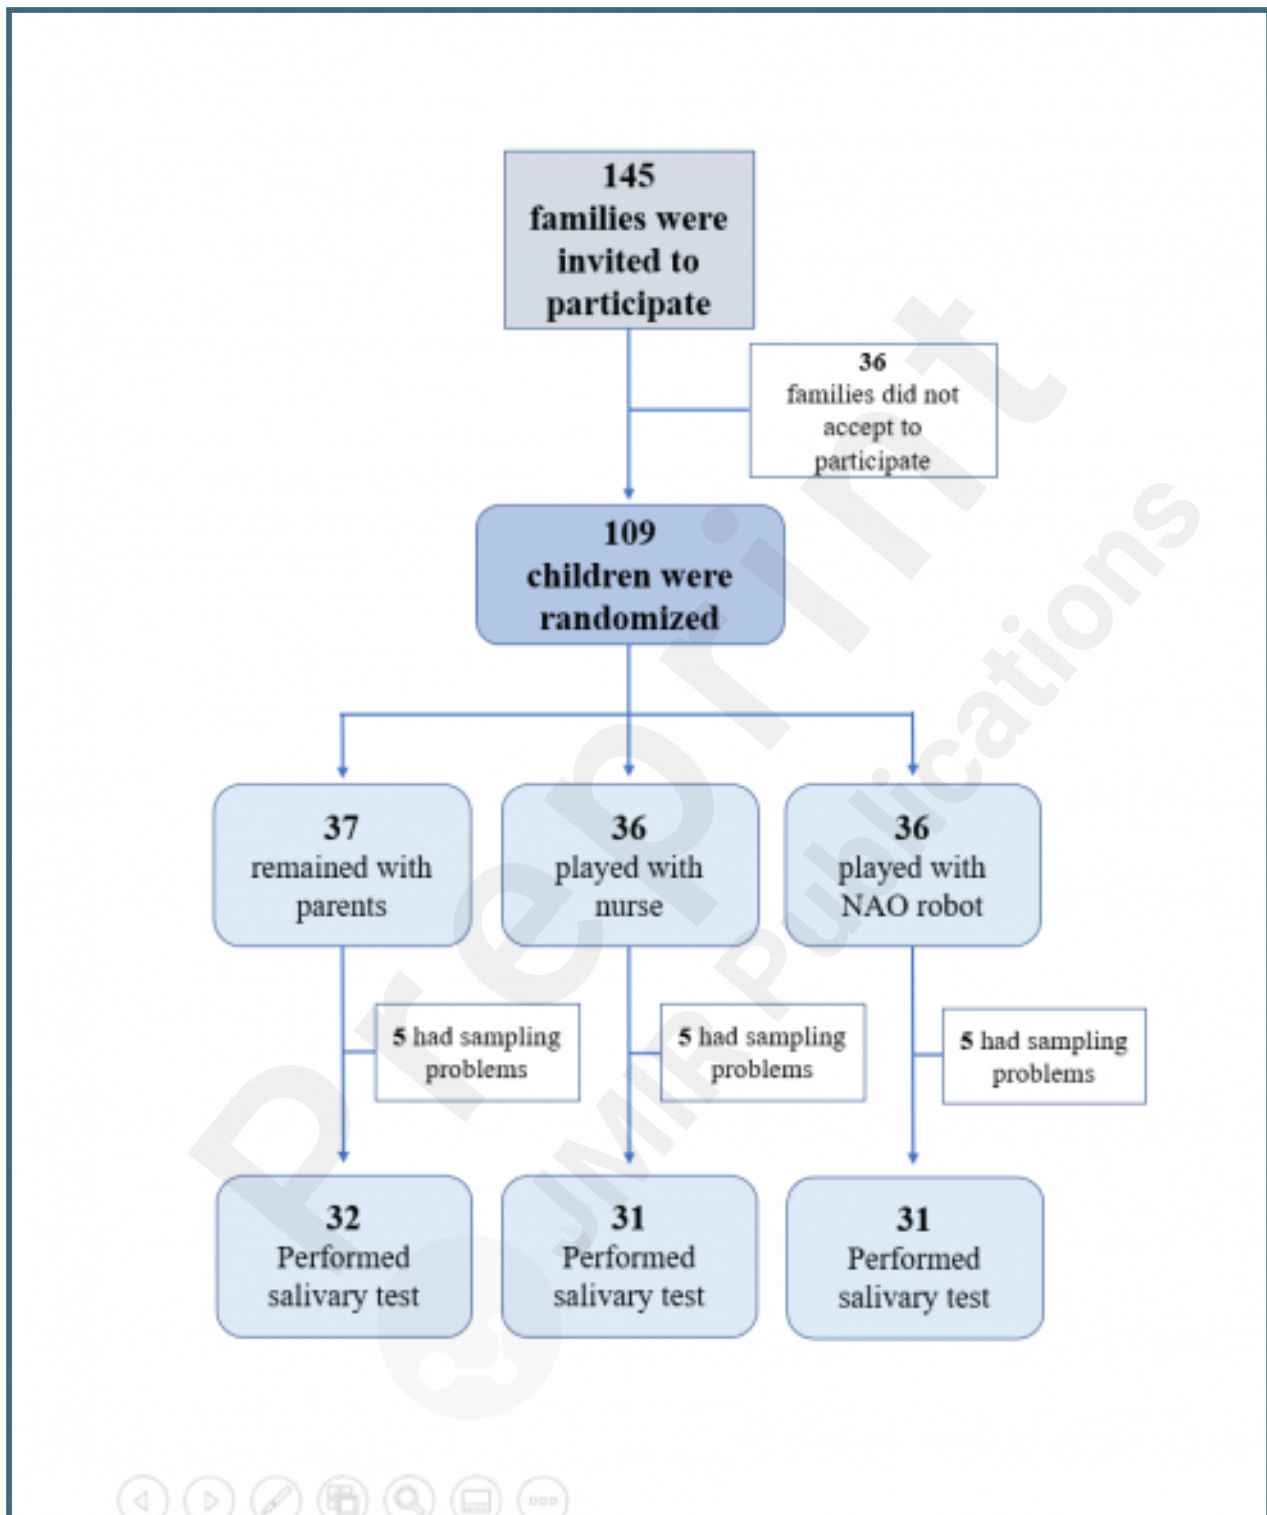 145
families were
invited to
participate
36
families did not
accept to
participate
109
children were
randomized
37
remained with
parents
36
played with
nurse
36
played with
NAO robot
5 had sampling
problems
5 had sampling
problems
5 had sampling
problems
32
Performed
salivary test
31
Performed
salivary test
31
Performed
salivary test
Preprint
JMIR Publications